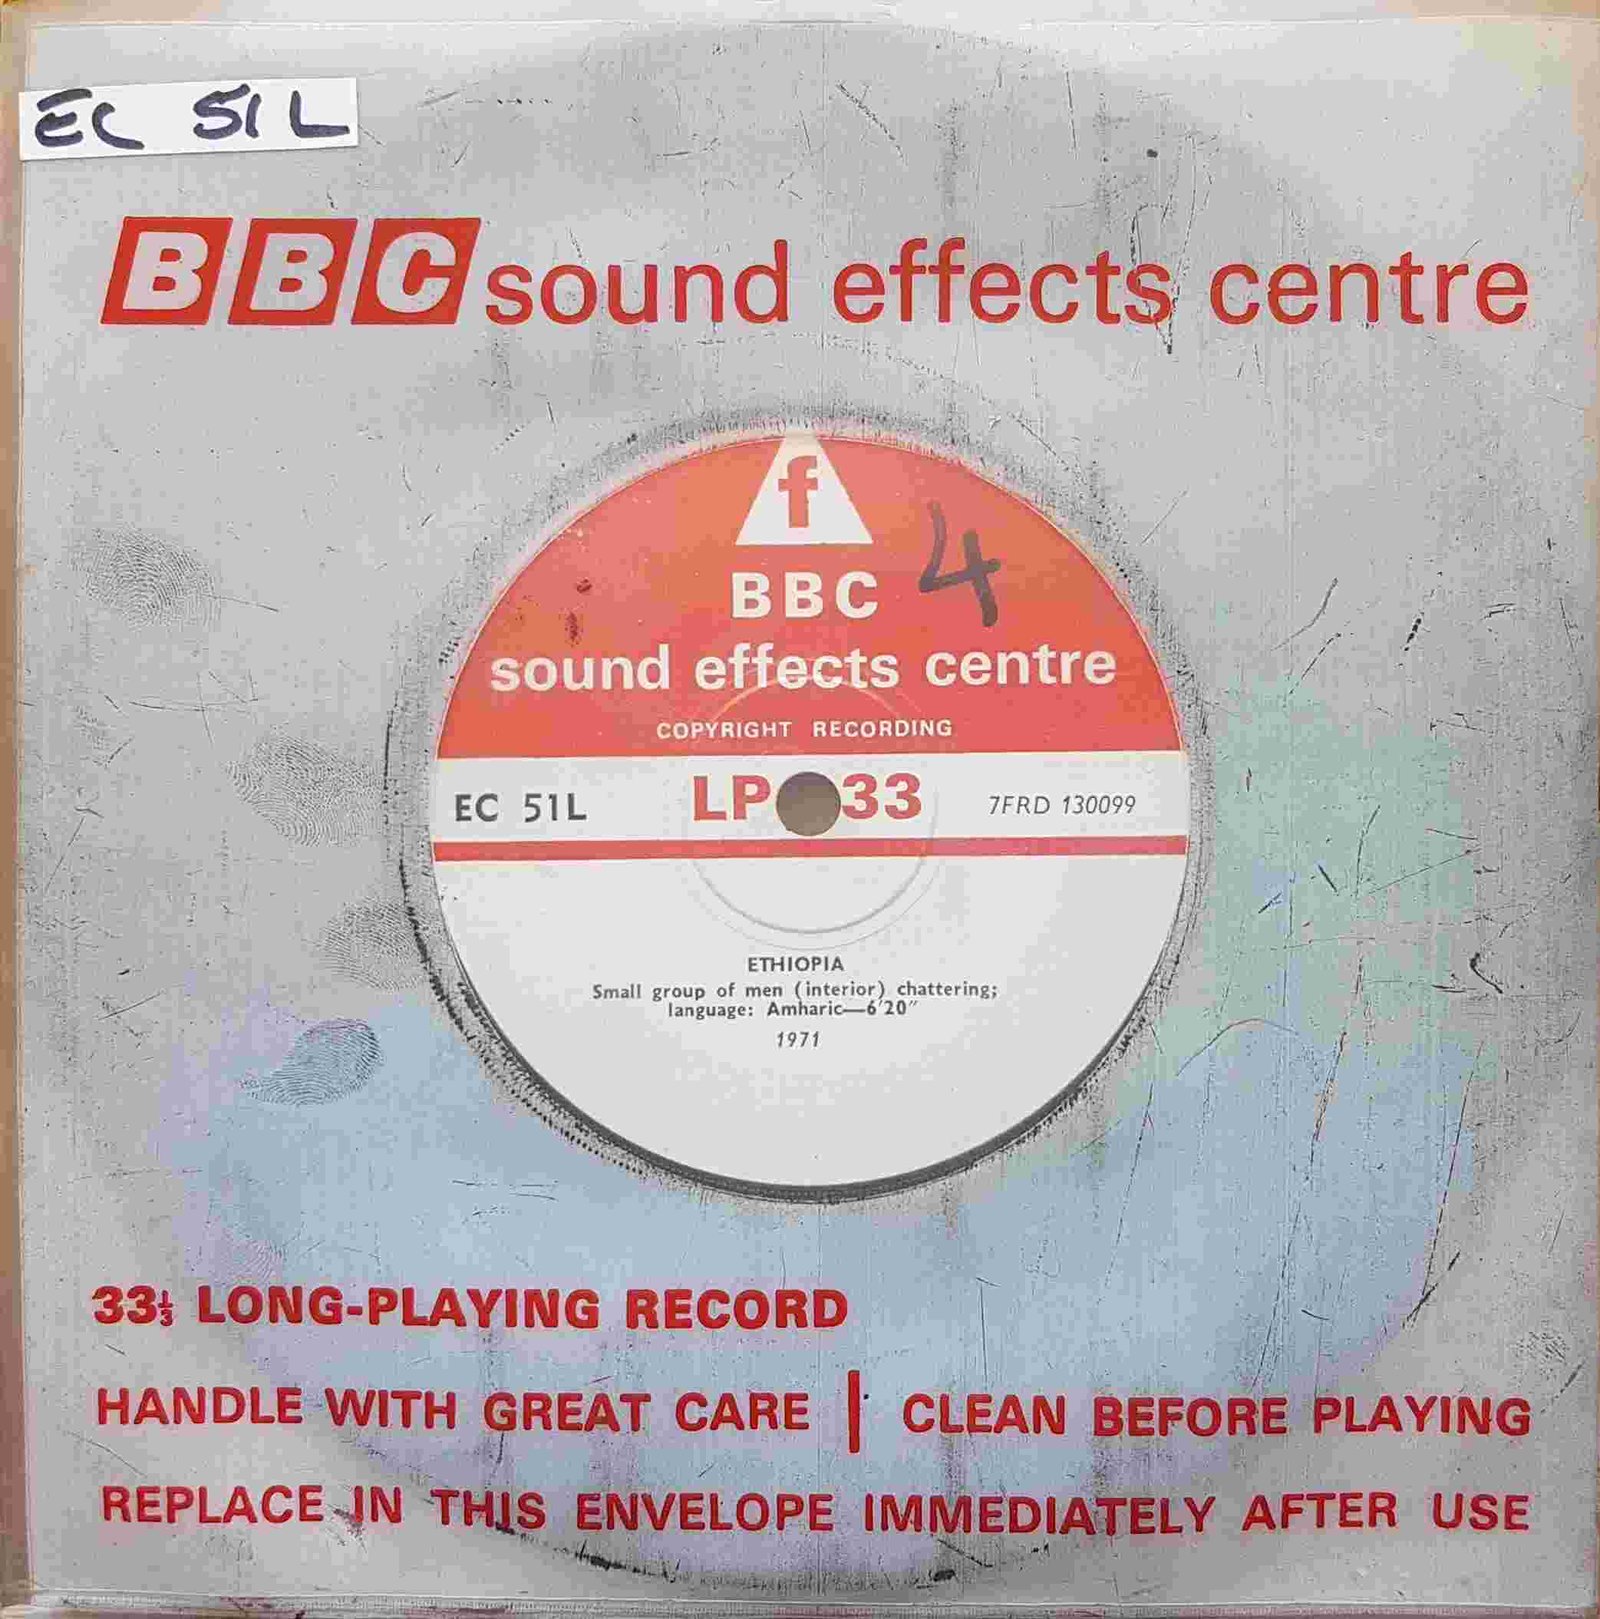 EC 51 L
BBC sound effects centre
f
4
BBC
sound effects centre
COPYRIGHT RECORDING
EC 51L LP 33 7FRD 130099
ETHIOPIA
Small group of men (interior) chattering;
language: Amharic—6'20"
1971
33⅓ LONG-PLAYING RECORD
HANDLE WITH GREAT CARE | CLEAN BEFORE PLAYING
REPLACE IN THIS ENVELOPE IMMEDIATELY AFTER USE